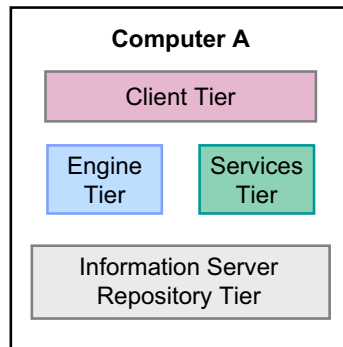 Computer A
Client Tier
Engine
Tier
Services
Tier
Information Server
Repository Tier